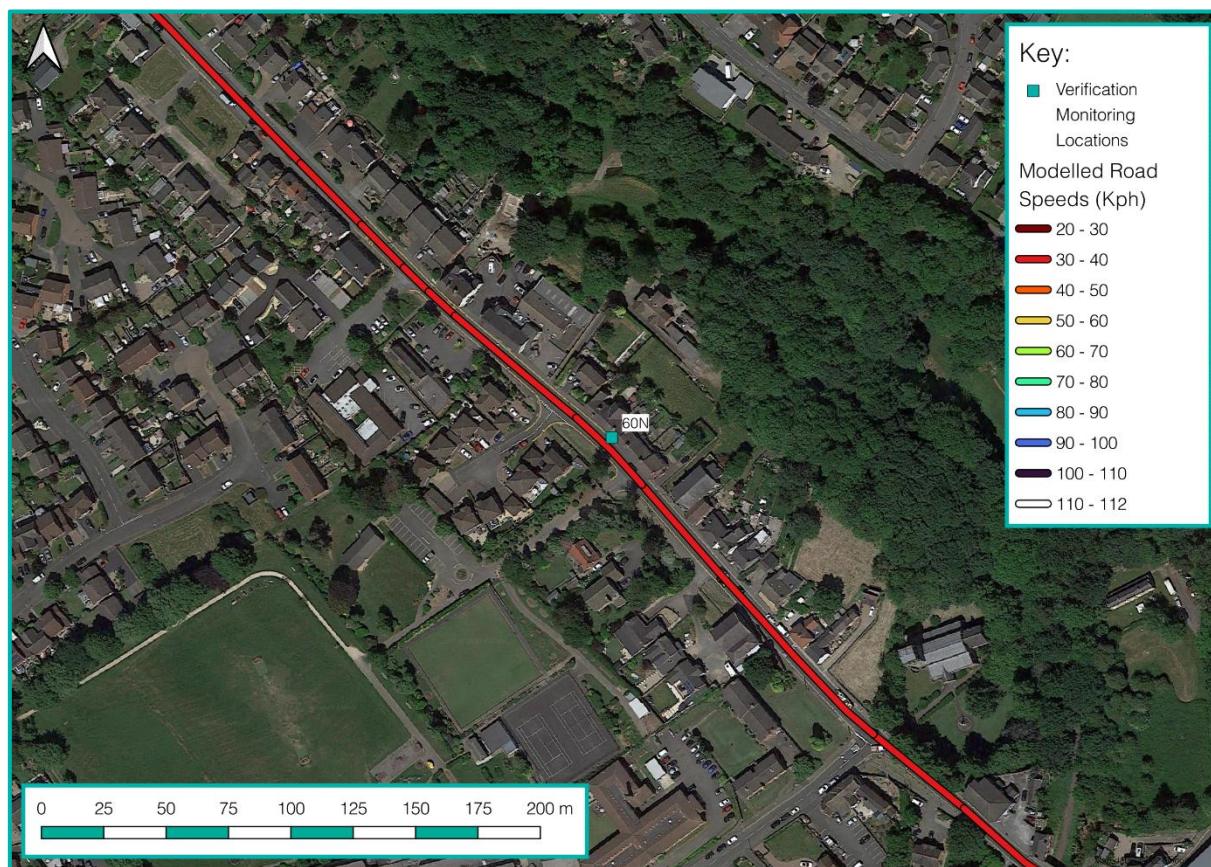 Key:
Verification
Monitoring
Locations
Modelled Road
Speeds (Kph)
20 - 30
30 - 40
40 - 50
50 - 60
60 - 70
70 - 80
80 - 90
90 - 100
100 - 110
110 - 112
60N
0 25 50 75 100 125 150 175 200 m